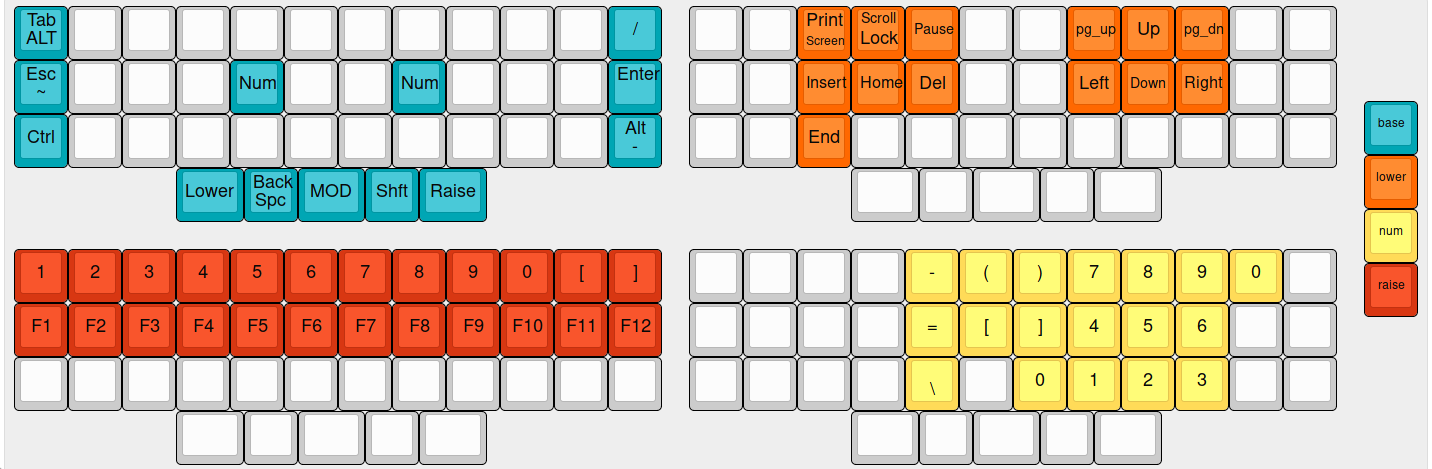 Tab
ALT
/
Esc
~
Num
Num
Enter
Ctrl
Alt
-
Lower
Back
Spc
MOD
Shft
Raise
Print
Screen
Scroll
Lock
Pause
pg_up
Up
pg_dn
Insert
Home
Del
Left
Down
Right
End
base
lower
num
raise
1 2 3 4 5 6 7 8 9 0 [ ]
F1 F2 F3 F4 F5 F6 F7 F8 F9 F10 F11 F12
- ( ) 7 8 9 0
= [ ] 4 5 6
\ 0 1 2 3